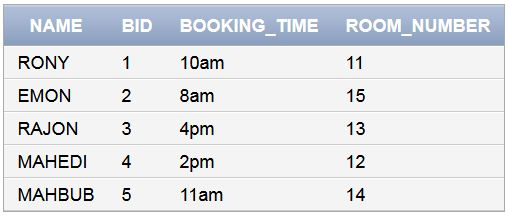 NAME BID BOOKING_TIME ROOM_NUMBER
RONY 1 10am 11
EMON 2 8am 15
RAJON 3 4pm 13
MAHEDI 4 2pm 12
MAHBUB 5 11am 14